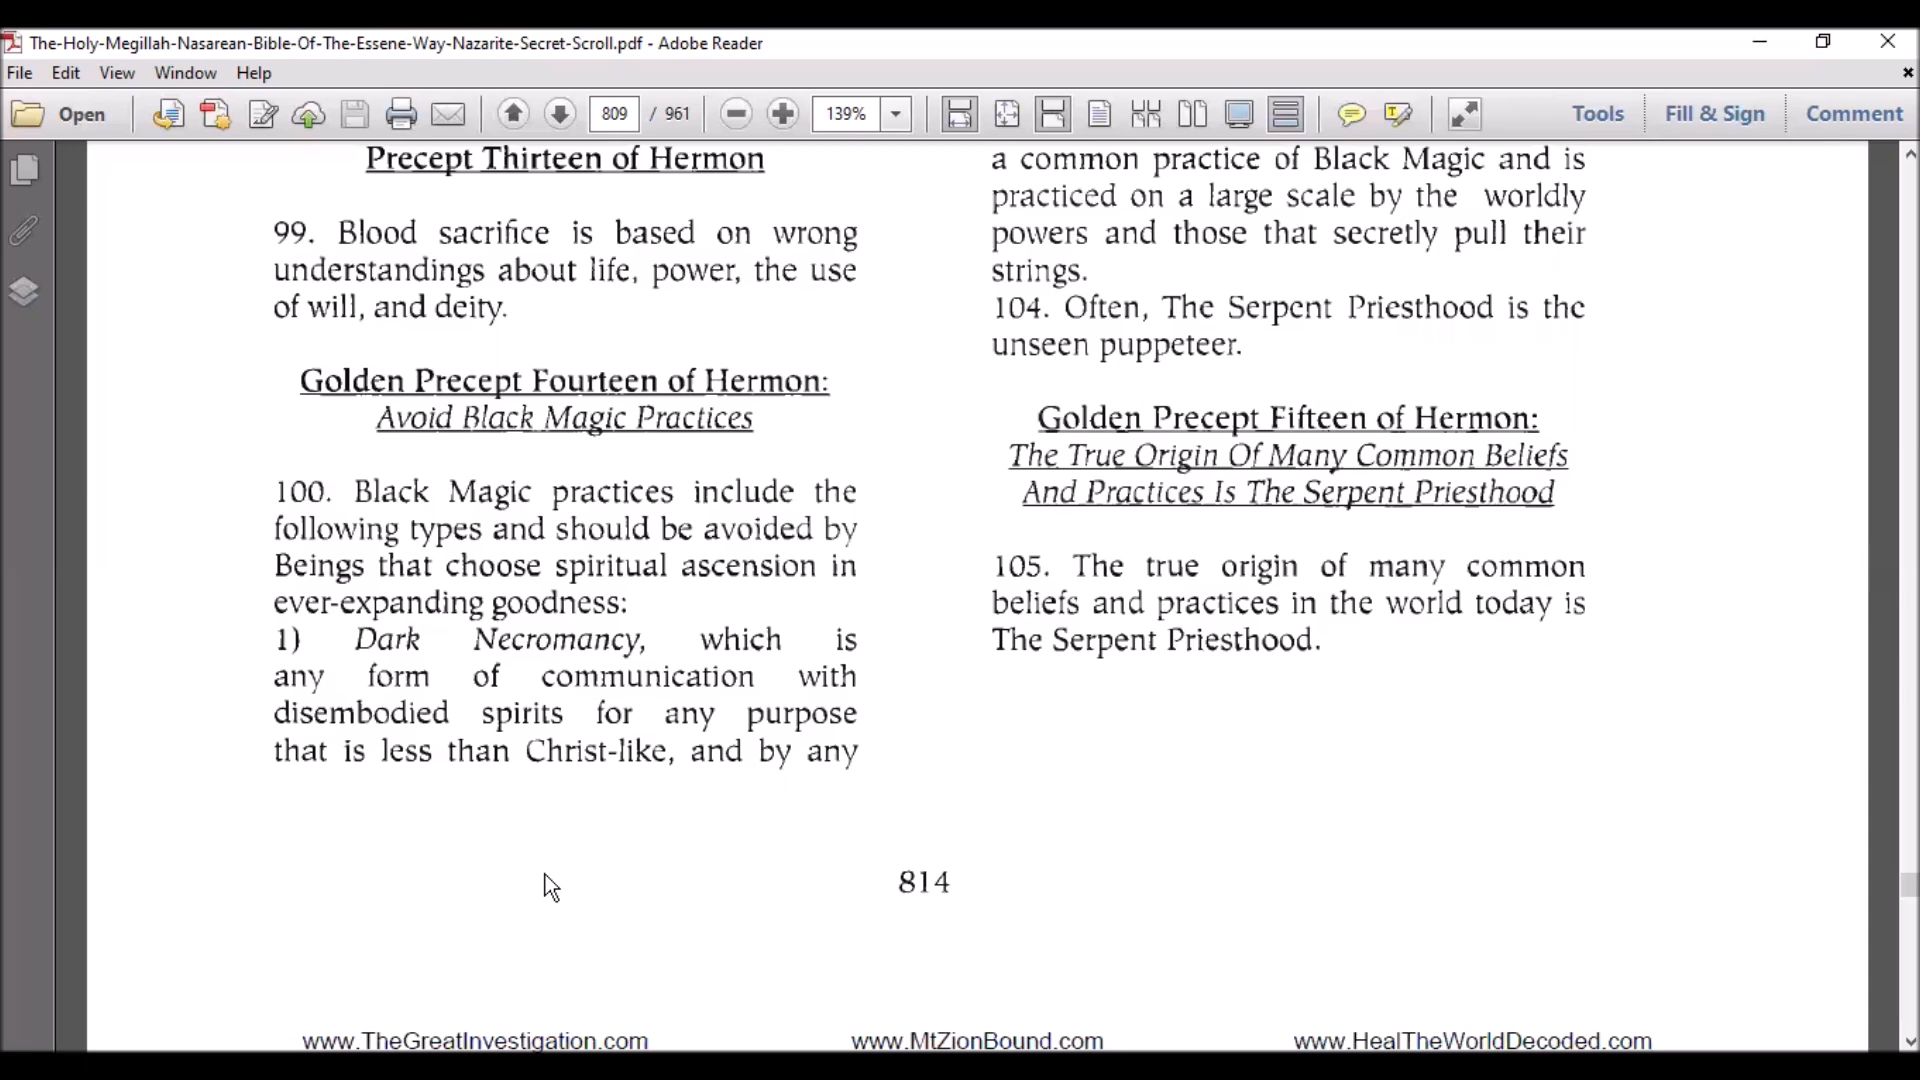 The-Holy-Megillah-Nasarean-Bible-Of-The-Essene-Way-Nazarite-Secret-Scroll.pdf - Adobe Reader
File Edit View Window Help
Open 809 / 961 139% Tools Fill & Sign Comment
Precept Thirteen of Hermon
99. Blood sacrifice is based on wrong
understandings about life, power, the use
of will, and deity.
Golden Precept Fourteen of Hermon:
Avoid Black Magic Practices
100. Black Magic practices include the
following types and should be avoided by
Beings that choose spiritual ascension in
ever-expanding goodness:
1) Dark Necromancy, which is
any form of communication with
disembodied spirits for any purpose
that is less than Christ-like, and by any
a common practice of Black Magic and is
practiced on a large scale by the worldly
powers and those that secretly pull their
strings.
104. Often, The Serpent Priesthood is the
unseen puppeteer.
Golden Precept Fifteen of Hermon:
The True Origin Of Many Common Beliefs
And Practices Is The Serpent Priesthood
105. The true origin of many common
beliefs and practices in the world today is
The Serpent Priesthood.
814
www.TheGreatInvestigation.com www.MtZionBound.com www.HealTheWorldDecoded.com